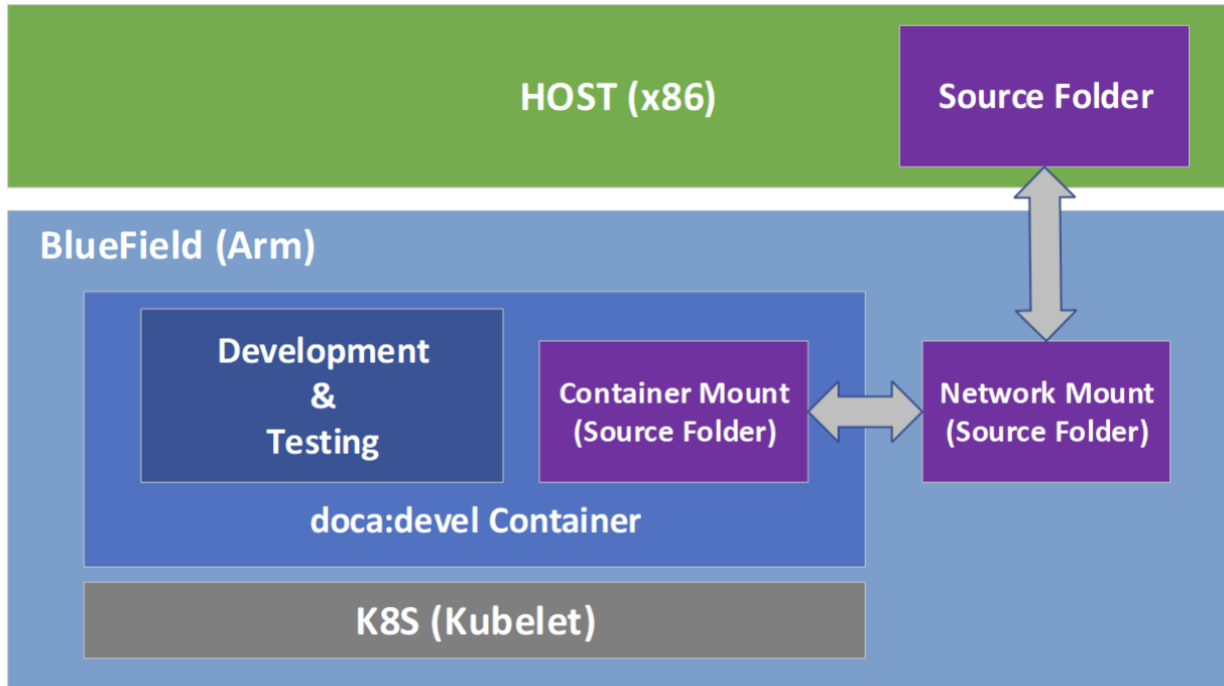 HOST (x86)
Source Folder
BlueField (Arm)
Development
&
Testing
Container Mount
(Source Folder)
Network Mount
(Source Folder)
doca:devel Container
K8S (Kubelet)